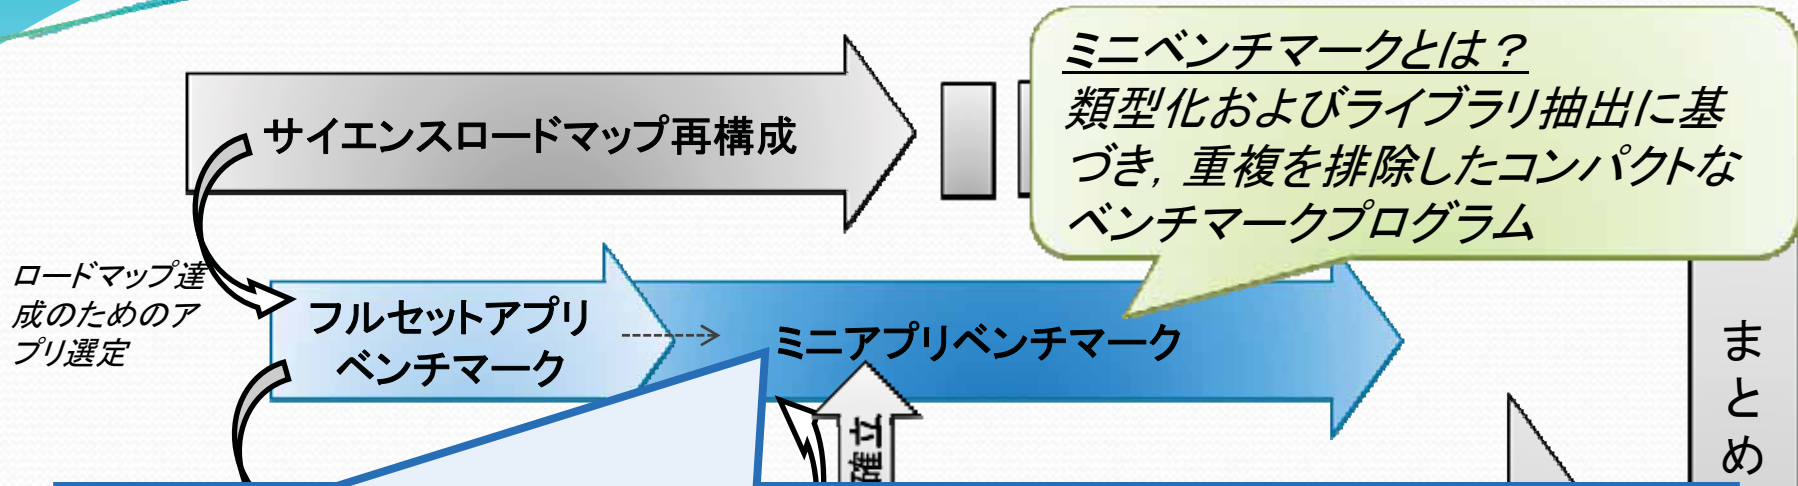 ミニベンチマークとは？
類型化およびライブラリ抽出に基
づき，重複を排除したコンパクトな
ベンチマークプログラム
サイエンスロードマップ再構成
ロードマップ達
成のためのア
プリ選定
フルセットアプリ
ベンチマーク
ミニアプリベンチマーク
確立
まとめ